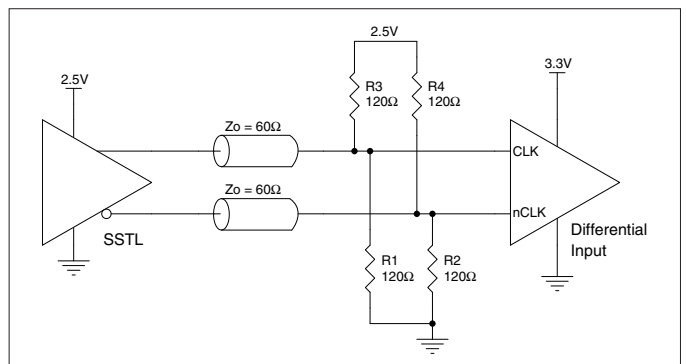 2.5V
2.5V
3.3V
R3
120Ω
R4
120Ω
Zo = 60Ω
CLK
Zo = 60Ω
nCLK
SSTL
Differential
Input
R1
120Ω
R2
120Ω